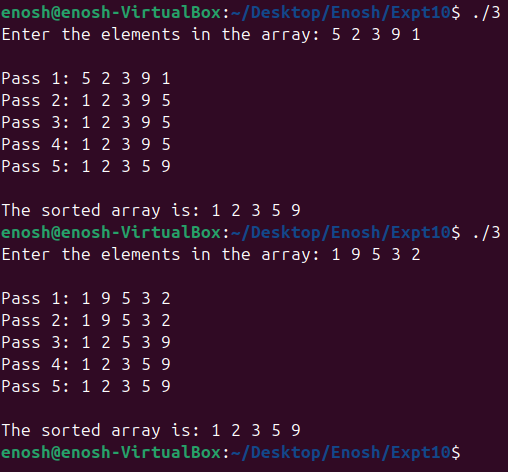 enosh@enosh-VirtualBox:~/Desktop/Enosh/Expt10$ ./3
Enter the elements in the array: 5 2 3 9 1
Pass 1: 5 2 3 9 1
Pass 2: 1 2 3 9 5
Pass 3: 1 2 3 9 5
Pass 4: 1 2 3 9 5
Pass 5: 1 2 3 5 9
The sorted array is: 1 2 3 5 9
enosh@enosh-VirtualBox:~/Desktop/Enosh/Expt10$ ./3
Enter the elements in the array: 1 9 5 3 2
Pass 1: 1 9 5 3 2
Pass 2: 1 9 5 3 2
Pass 3: 1 2 5 3 9
Pass 4: 1 2 3 5 9
Pass 5: 1 2 3 5 9
The sorted array is: 1 2 3 5 9
enosh@enosh-VirtualBox:~/Desktop/Enosh/Expt10$